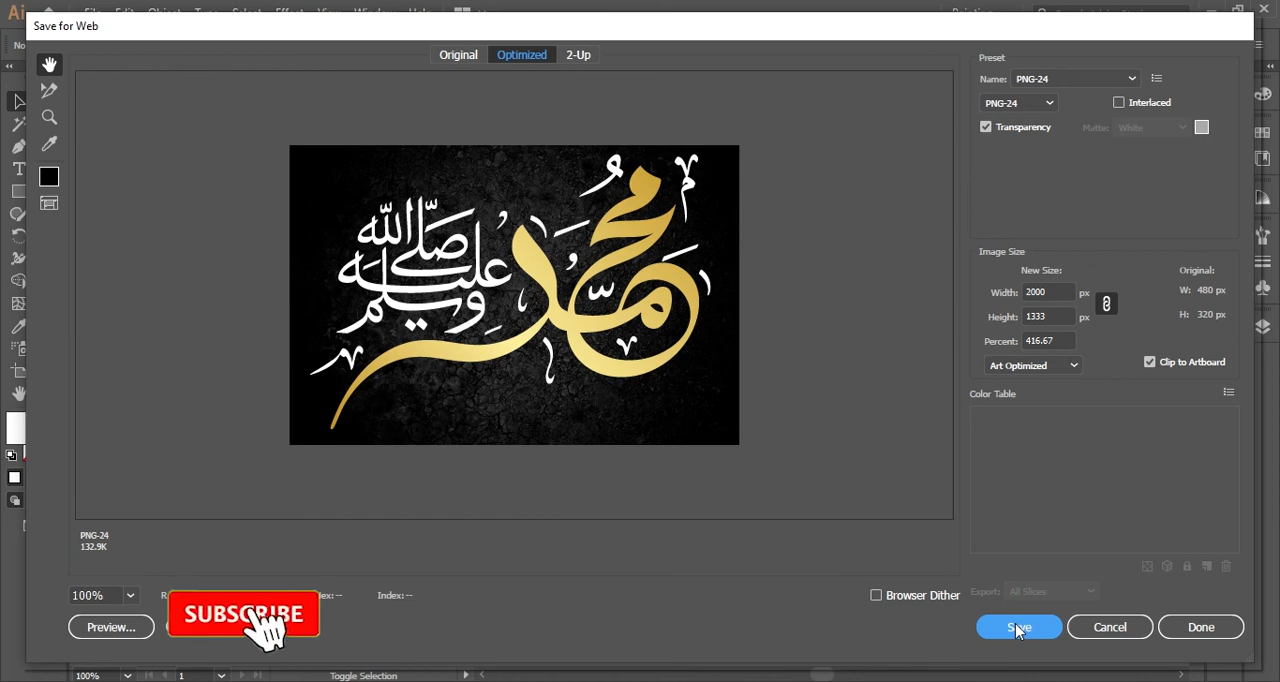 Ai
Save for Web
Original Optimized 2-Up
Preset
Name: PNG-24
PNG-24
Interlaced
Transparency
Matte: White
Image Size
New Size: Original:
Width: 2000 px W: 480 px
Height: 1333 px H: 320 px
Percent: 416.67
Art Optimized
Clip to Artboard
Color Table
محمد
صلى الله
عليه
وسلم
PNG-24
132.9K
100%
Index: --
Browser Dither
Export: All Slices
Preview...
SUBSCRIBE
Save Cancel Done
100% 1 Toggle Selection